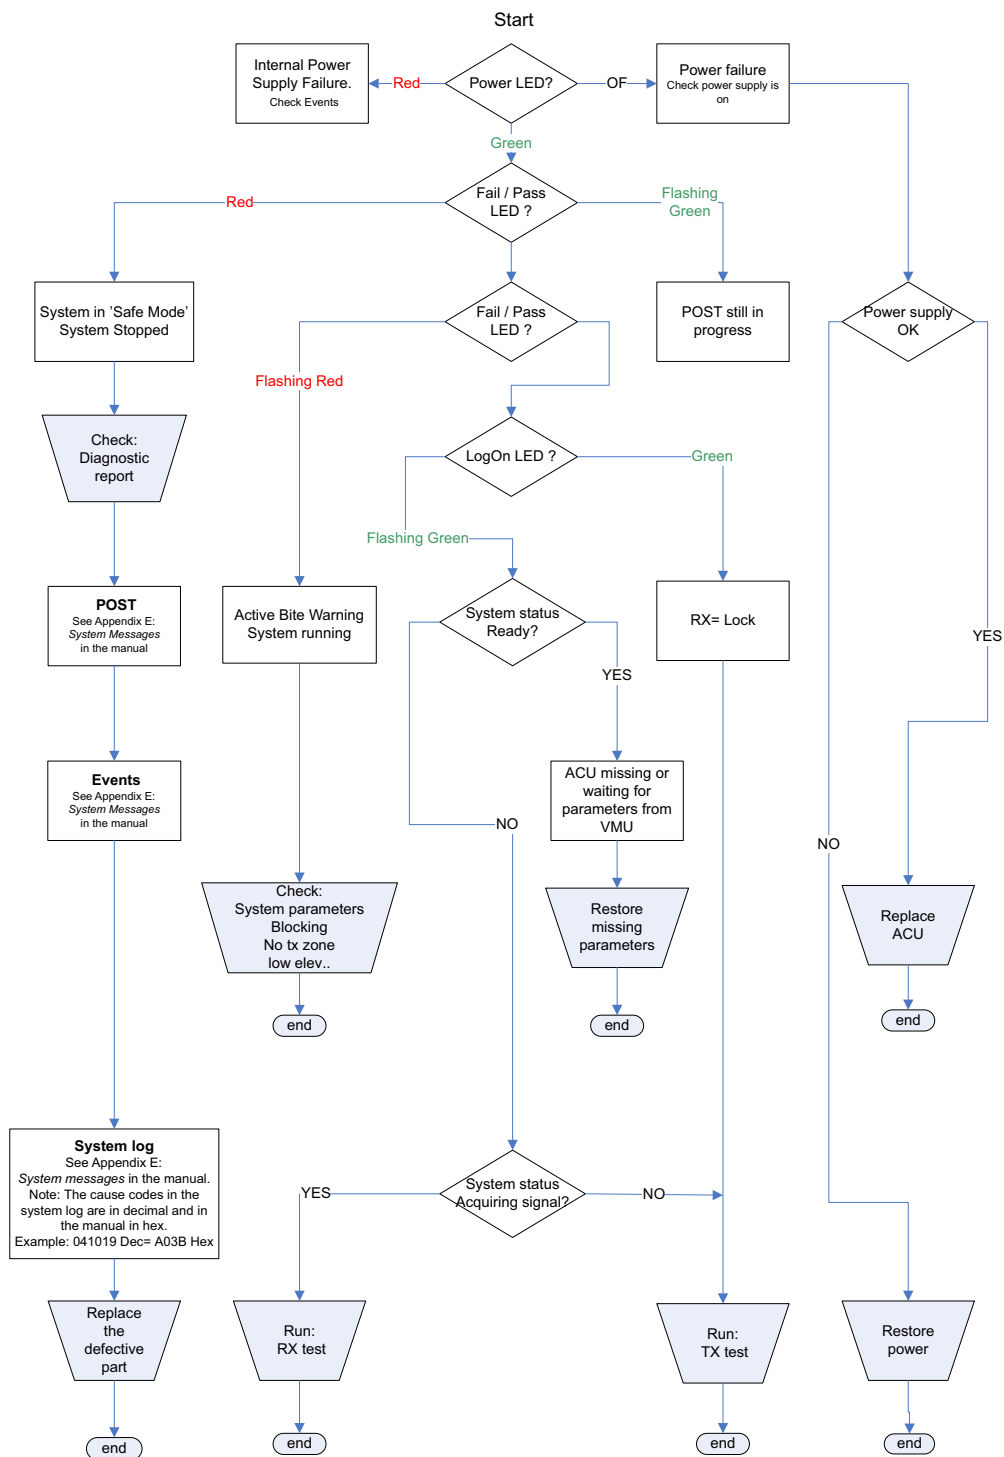 Start
Internal Power
Supply Failure.
Check Events
Red
Power LED?
OF
Power failure
Check power supply is
on
Green
Red
Fail / Pass
LED ?
Flashing
Green
System in 'Safe Mode'
System Stopped
Fail / Pass
LED ?
POST still in
progress
Power supply
OK
Flashing Red
Check:
Diagnostic
report
LogOn LED ?
Green
Flashing Green
POST
See Appendix E:
System Messages
in the manual
Active Bite Warning
System running
System status
Ready?
RX= Lock
YES
YES
Events
See Appendix E:
System Messages
in the manual
ACU missing or
waiting for
parameters from
VMU
NO
NO
Check:
System parameters
Blocking
No tx zone
low elev..
Restore
missing
parameters
Replace
ACU
end
end
end
System log
See Appendix E:
System messages in the manual.
Note: The cause codes in the
system log are in decimal and in
the manual in hex.
Example: 041019 Dec= A03B Hex
YES
System status
Acquiring signal?
NO
Replace
the
defective
part
Run:
RX test
Run:
TX test
Restore
power
end
end
end
end